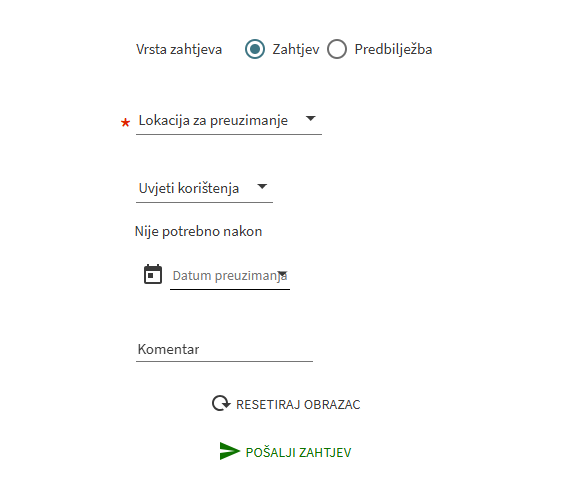 Vrsta zahtjeva Zahtjev Predbilježba
* Lokacija za preuzimanje
Uvjeti korištenja
Nije potrebno nakon
Datum preuzimanja
Komentar
RESETIRAJ OBRAZAC
POŠALJI ZAHTJEV